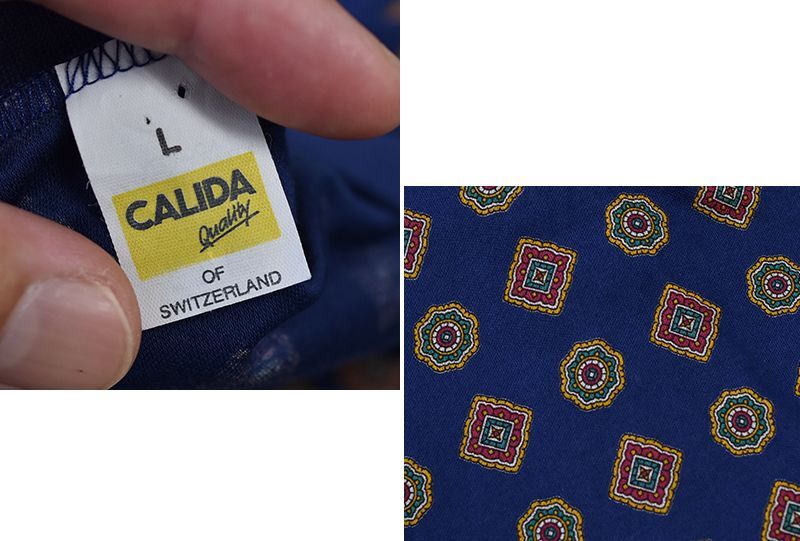 L
CALIDA
Quality
OF
SWITZERLAND